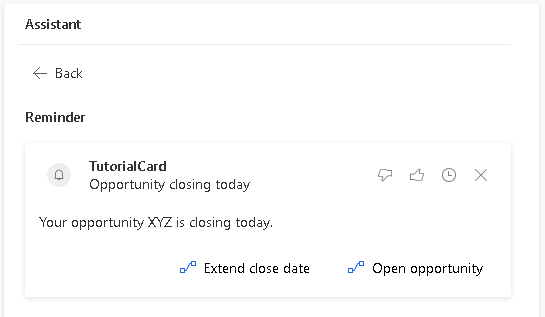 Assistant
Back
Reminder
TutorialCard
Opportunity closing today
Your opportunity XYZ is closing today.
Extend close date Open opportunity